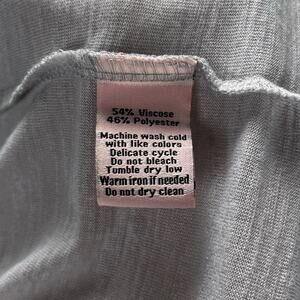 54% Viscose
46% Polyester
Machine wash cold
with like colors
Delicate cycle
Do not bleach
Tumble dry low
Warm iron if needed
Do not dry clean